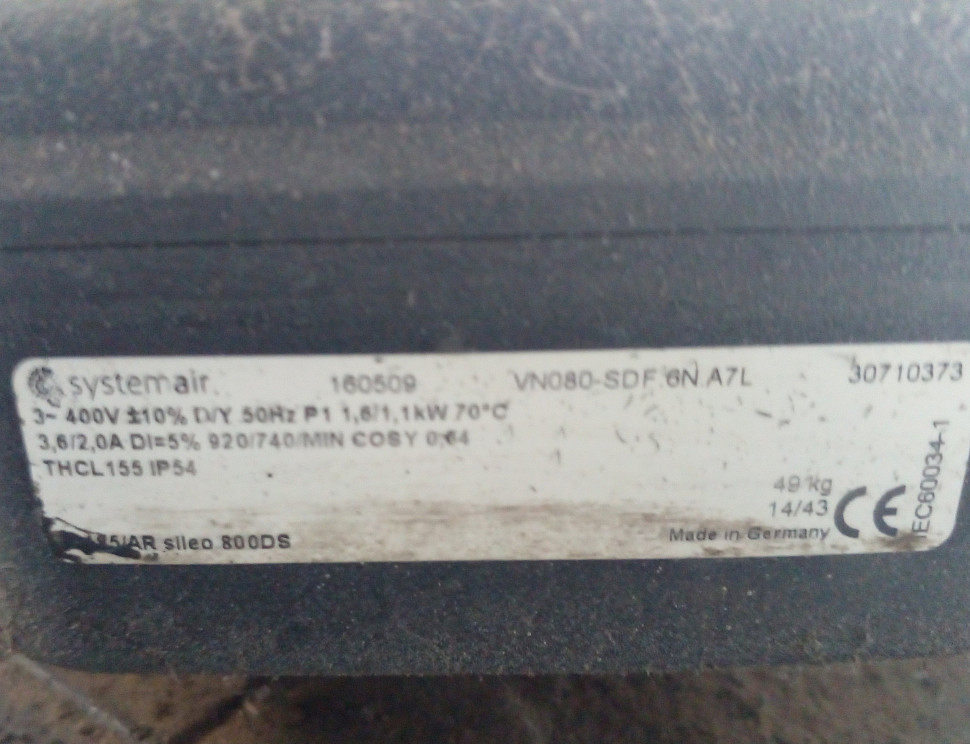 systemair 160509 VN080-SDF.6N.A7L 30710373
3~ 400V ±10% D/Y 50Hz P1 1,6/1,1kW 70°C
3,6/2,0A DI=5% 920/740/MIN COSY 0,64
THCL155 IP54
49 kg
14/43
CE
IEC60034-1
Made in Germany
sileo 800DS